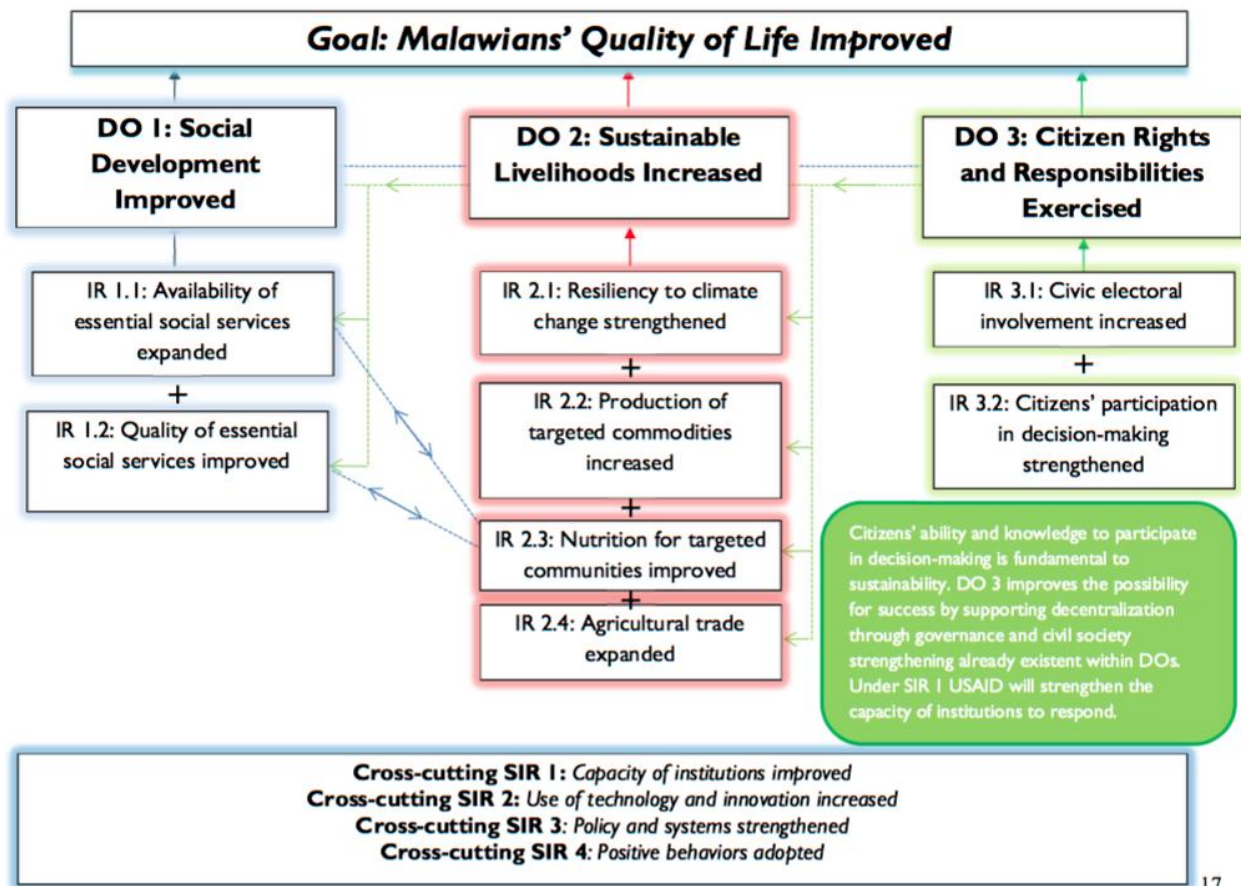 Goal: Malawians’ Quality of Life Improved
DO 1: Social
Development
Improved
DO 2: Sustainable
Livelihoods Increased
DO 3: Citizen Rights
and Responsibilities
Exercised
IR 1.1: Availability of
essential social services
expanded
+
IR 1.2: Quality of essential
social services improved
IR 2.1: Resiliency to climate
change strengthened
+
IR 2.2: Production of
targeted commodities
increased
+
IR 2.3: Nutrition for targeted
communities improved
+
IR 2.4: Agricultural trade
expanded
IR 3.1: Civic electoral
involvement increased
+
IR 3.2: Citizens’ participation
in decision-making
strengthened
Citizens’ ability and knowledge to participate
in decision-making is fundamental to
sustainability. DO 3 improves the possibility
for success by supporting decentralization
through governance and civil society
strengthening already existent within DOs.
Under SIR 1 USAID will strengthen the
capacity of institutions to respond.
Cross-cutting SIR 1: Capacity of institutions improved
Cross-cutting SIR 2: Use of technology and innovation increased
Cross-cutting SIR 3: Policy and systems strengthened
Cross-cutting SIR 4: Positive behaviors adopted
17